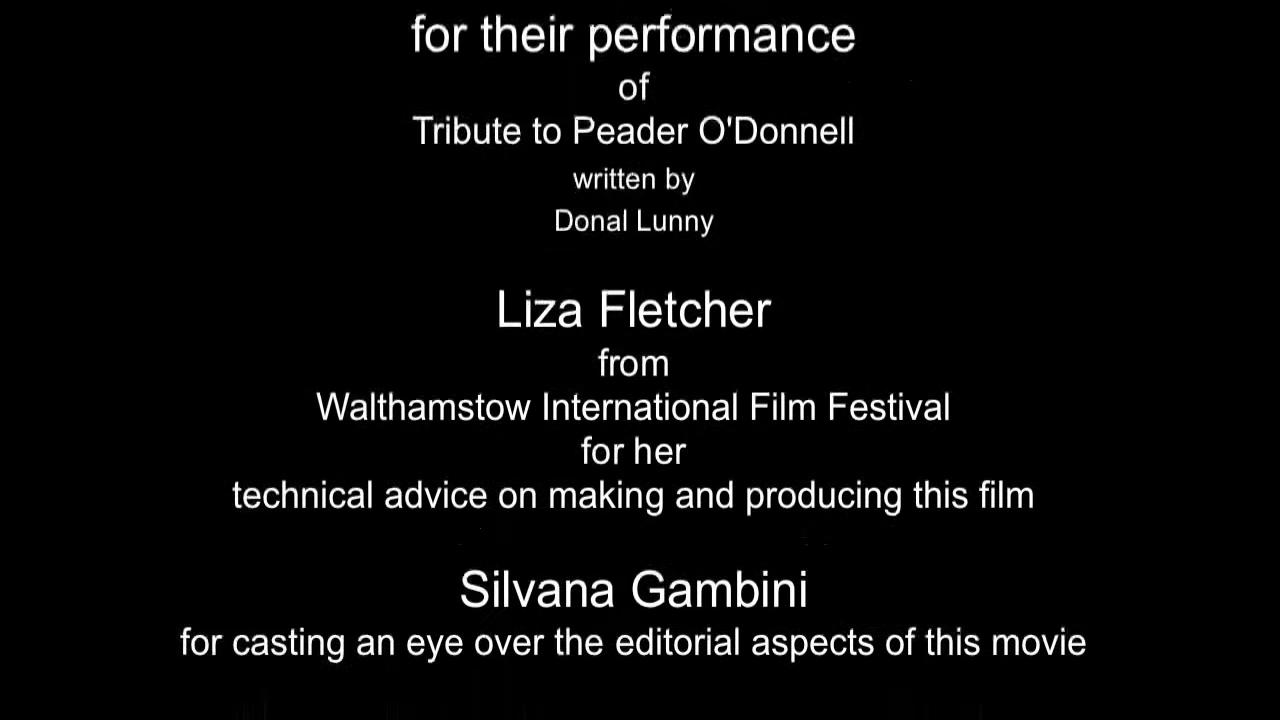 for their performance
of
Tribute to Peader O'Donnell
written by
Donal Lunny
Liza Fletcher
from
Walthamstow International Film Festival
for her
technical advice on making and producing this film
Silvana Gambini
for casting an eye over the editorial aspects of this movie